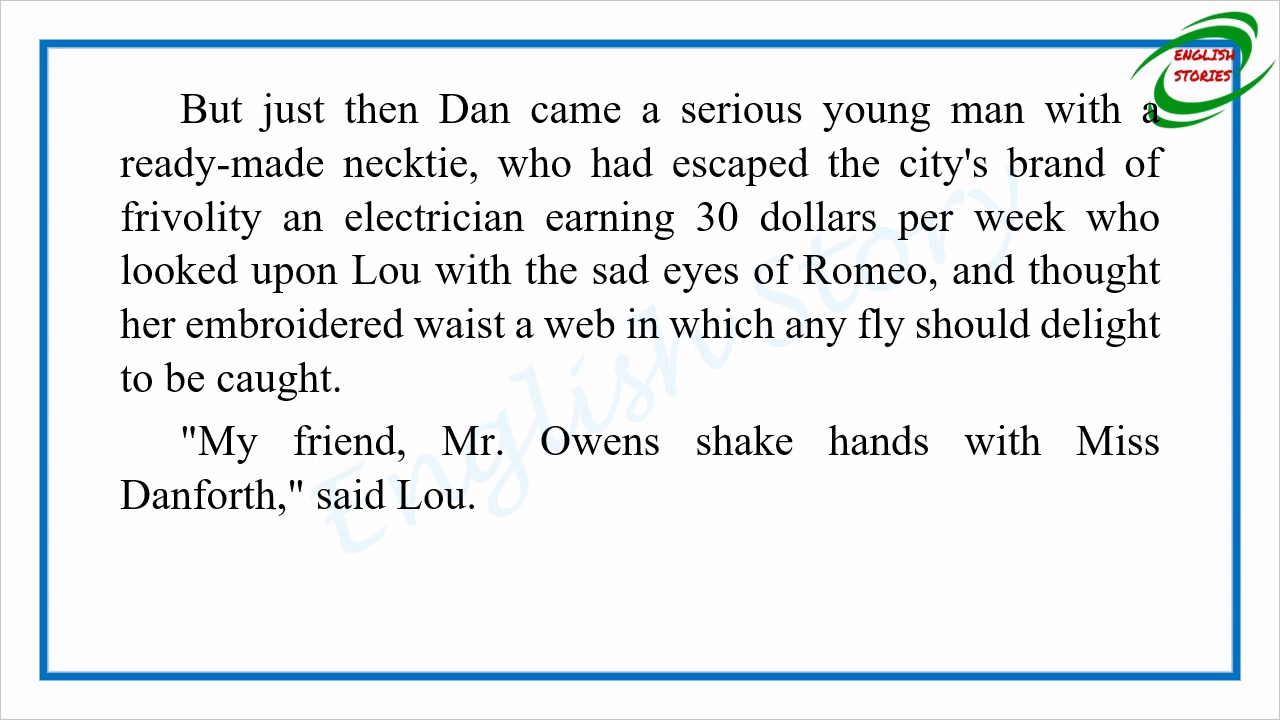 ENGLISH
STORIES
But just then Dan came a serious young man with a
ready-made necktie, who had escaped the city's brand of
frivolity an electrician earning 30 dollars per week who
looked upon Lou with the sad eyes of Romeo, and thought
her embroidered waist a web in which any fly should delight
to be caught.
"My friend, Mr. Owens shake hands with Miss
Danforth," said Lou.
English Story